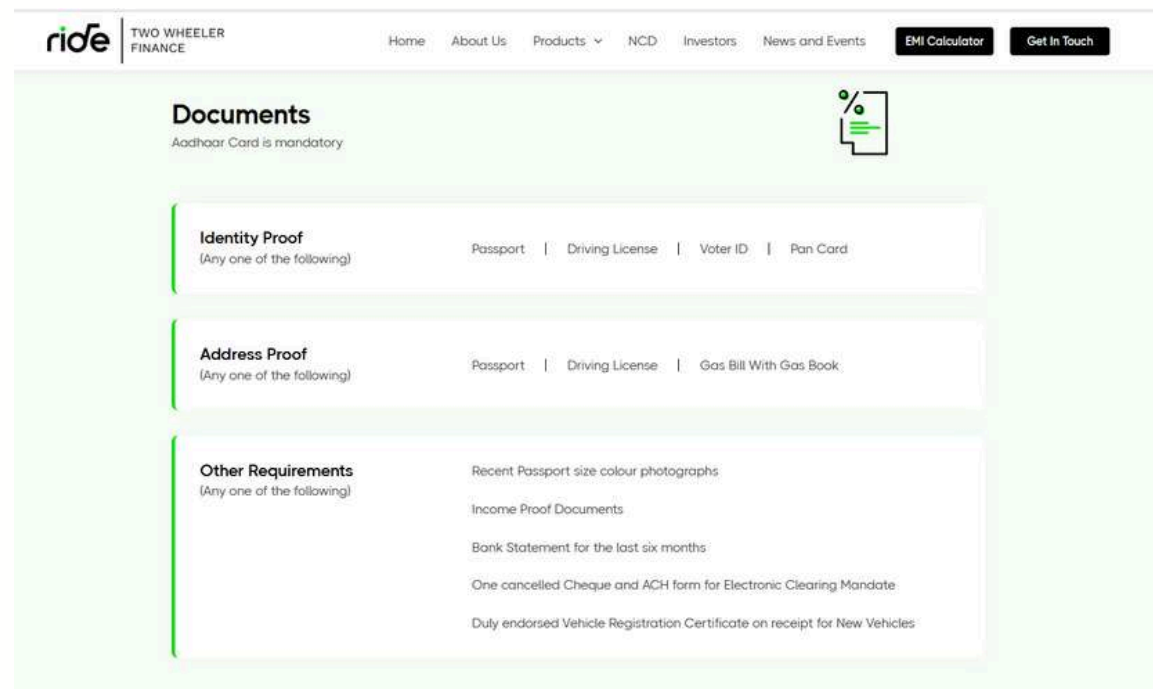 ride
TWO WHEELER
FINANCE
Home About Us Products NCD Investors News and Events EMI Calculator Get In Touch
Documents
Aadhaar Card is mandatory
%
Identity Proof
(Any one of the following)
Passport | Driving License | Voter ID | Pan Card
Address Proof
(Any one of the following)
Passport | Driving License | Gas Bill With Gas Book
Other Requirements
(Any one of the following)
Recent Passport size colour photographs
Income Proof Documents
Bank Statement for the last six months
One cancelled Cheque and ACH form for Electronic Clearing Mandate
Duly endorsed Vehicle Registration Certificate on receipt for New Vehicles